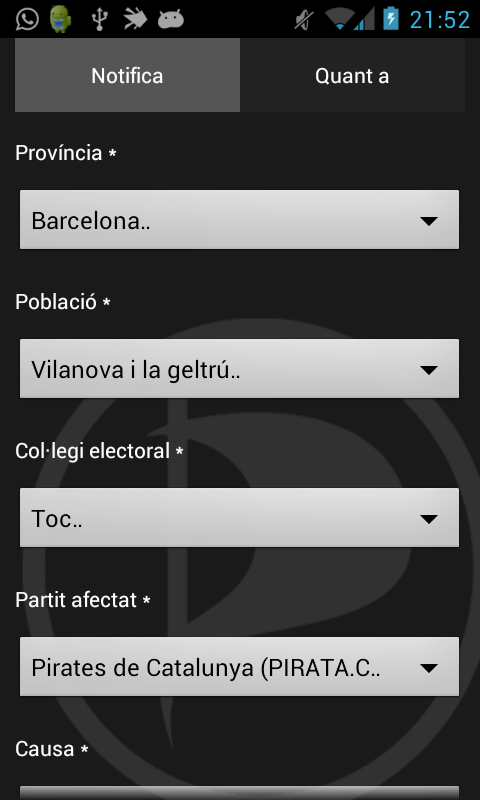 21:52
Notifica
Quant a
Província *
Barcelona..
Població *
Vilanova i la geltrú..
Col·legi electoral *
Toc..
Partit afectat *
Pirates de Catalunya (PIRATA.C..
Causa *